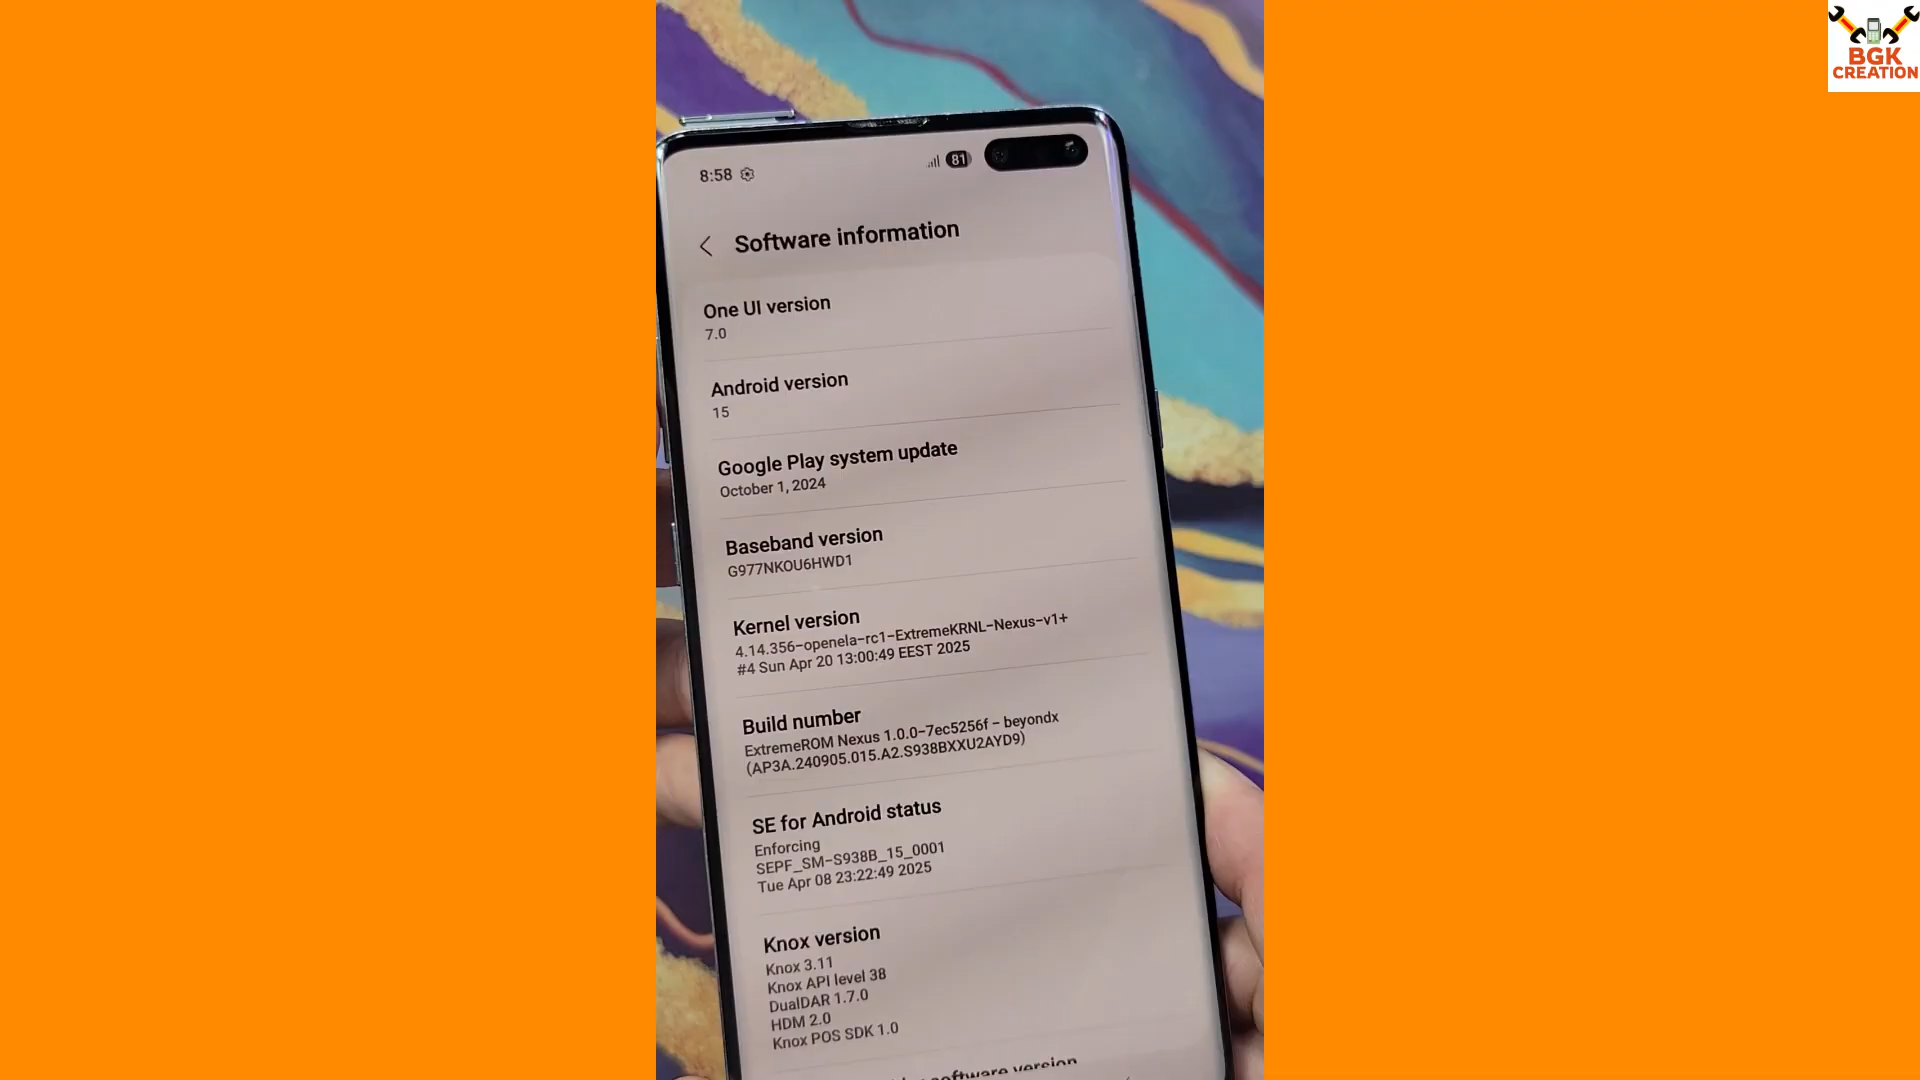 BGK
CREATION
8:58
81
Software information
One UI version
7.0
Android version
15
Google Play system update
October 1, 2024
Baseband version
G977NKOU6HWD1
Kernel version
4.14.356-openela-rc1-ExtremeKRNL-Nexus-v1+
#4 Sun Apr 20 13:00:49 EEST 2025
Build number
ExtremeROM Nexus 1.0.0-7ec5256f - beyondx
(AP3A.240905.015.A2.S938BXXU2AYD9)
SE for Android status
Enforcing
SEPF_SM-S938B_15_0001
Tue Apr 08 23:22:49 2025
Knox version
Knox 3.11
Knox API level 38
DualDAR 1.7.0
HDM 2.0
Knox POS SDK 1.0
software version